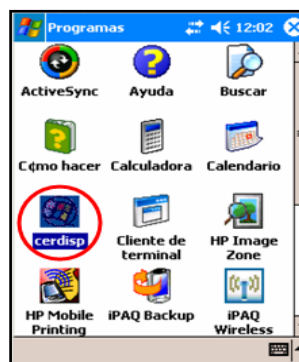 Programas 12:02
ActiveSync Ayuda Buscar
C¢mo hacer Calculadora Calendario
cerdisp Cliente de HP Image
terminal Zone
HP Mobile iPAQ Backup iPAQ
Printing Wireless